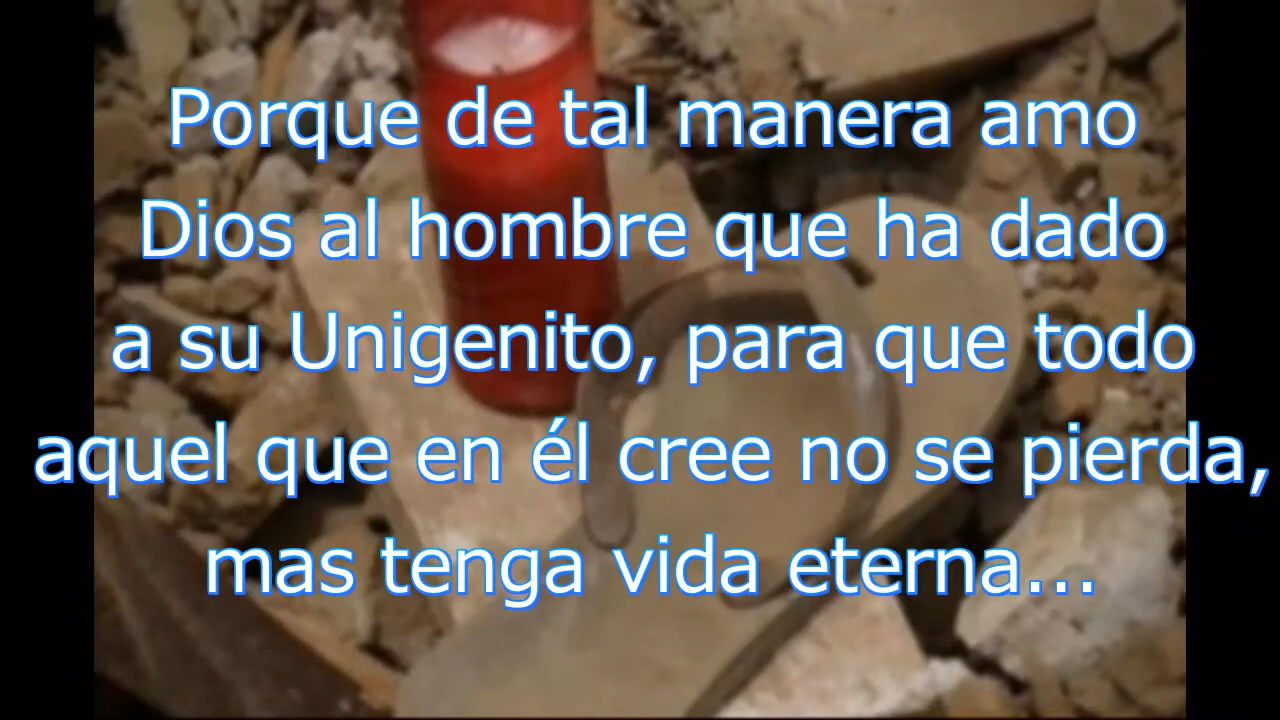 Porque de tal manera amo
Dios al hombre que ha dado
a su Unigenito, para que todo
aquel que en él cree no se pierda,
mas tenga vida eterna...